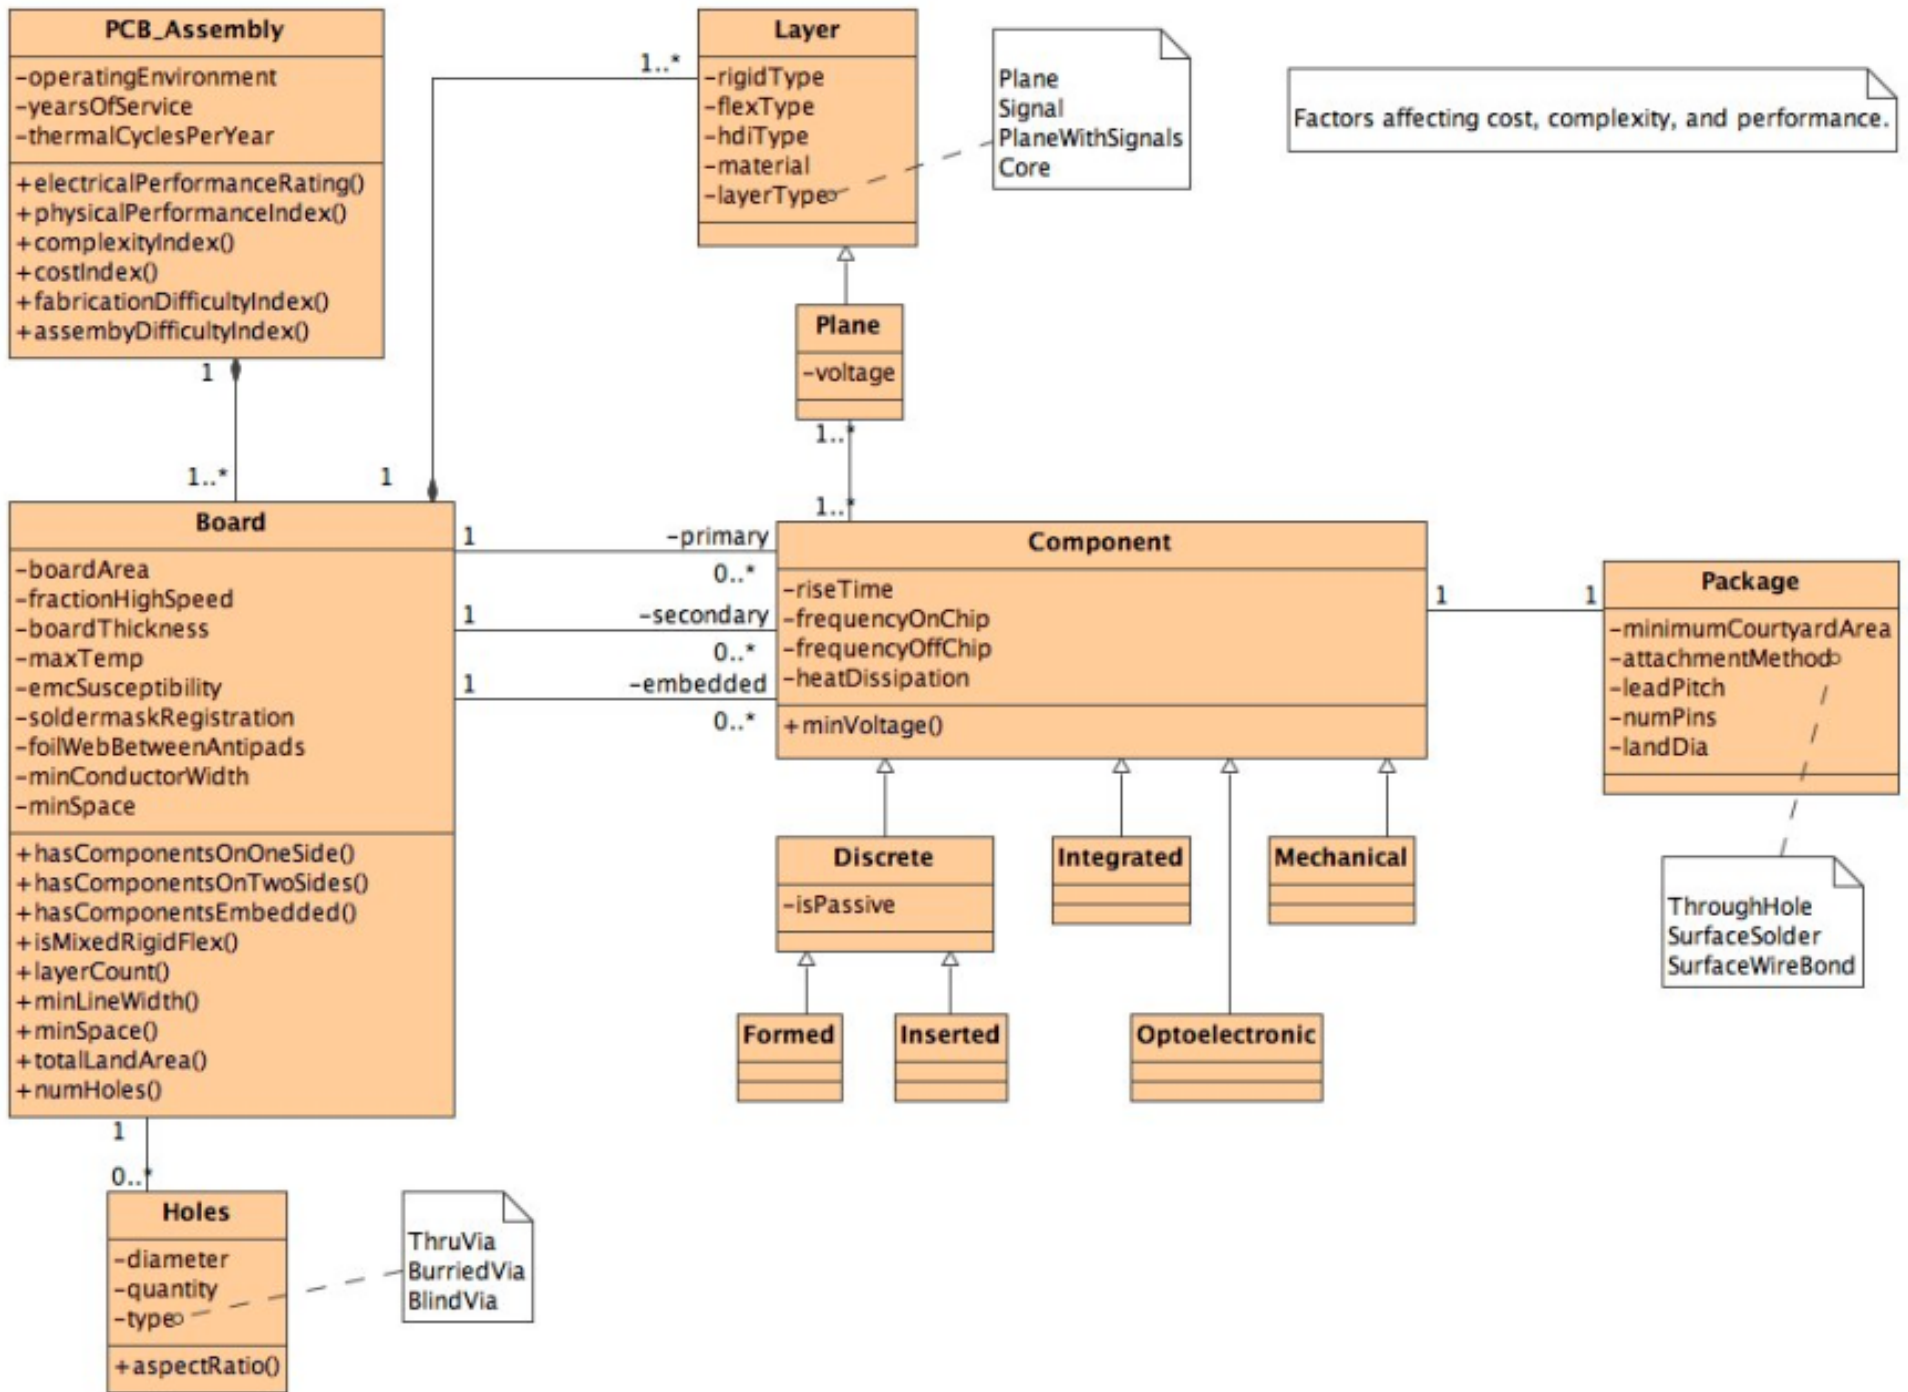 PCB_Assembly
-operatingEnvironment
-yearsOfService
-thermalCyclesPerYear
+electricalPerformanceRating()
+physicalPerformanceIndex()
+complexityIndex()
+costIndex()
+fabricationDifficultyIndex()
+assembyDifficultyIndex()
1
1..*
Layer
-rigidType
-flexType
-hdiType
-material
-layerType
1..*
1
Plane
Signal
PlaneWithSignals
Core
Factors affecting cost, complexity, and performance.
Plane
-voltage
1..*
1..*
Board
-boardArea
-fractionHighSpeed
-boardThickness
-maxTemp
-emcSusceptibility
-soldermaskRegistration
-foilWebBetweenAntipads
-minConductorWidth
-minSpace
+hasComponentsOnOneSide()
+hasComponentsOnTwoSides()
+hasComponentsEmbedded()
+isMixedRigidFlex()
+layerCount()
+minLineWidth()
+minSpace()
+totalLandArea()
+numHoles()
1 -primary
0..*
1 -secondary
0..*
1 -embedded
0..*
Component
-riseTime
-frequencyOnChip
-frequencyOffChip
-heatDissipation
+minVoltage()
1 1
Package
-minimumCourtyardArea
-attachmentMethod
-leadPitch
-numPins
-landDia
ThroughHole
SurfaceSolder
SurfaceWireBond
Discrete
-isPassive
Integrated
Mechanical
Formed
Inserted
Optoelectronic
1
0..*
Holes
-diameter
-quantity
-type
+aspectRatio()
ThruVia
BurriedVia
BlindVia